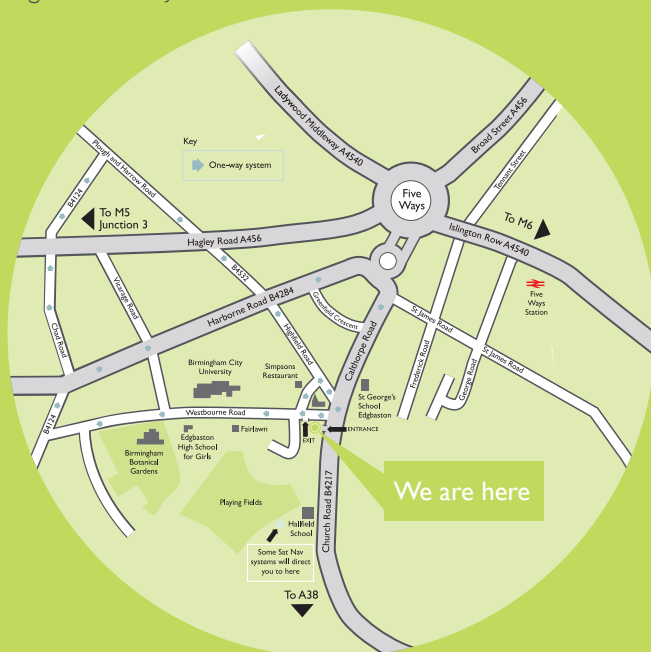 Ladywood Middleway A4540
Broad Street A456
Tennant Street
Key
One-way system
Plough and Harrow Road
B4124
To M5
Junction 3
Five
Ways
To M6
Islington Row A4540
Hagley Road A456
B4532
Five
Ways
Station
Vicarage Road
Harborne Road B4284
Greenfield Crescent
Highfield Road
Calthorpe Road
St James Road
St James Road
Frederick Road
George Road
Chad Road
Birmingham City
University
Simpsons
Restaurant
St George's
School
Edgbaston
Westbourne Road
B4124
Fairlawn
EXIT
ENTRANCE
Edgbaston
High School
for Girls
Birmingham
Botanical
Gardens
We are here
Playing Fields
Hallfield
School
Church Road B4217
Some Sat Nav
systems will direct
you to here
To A38